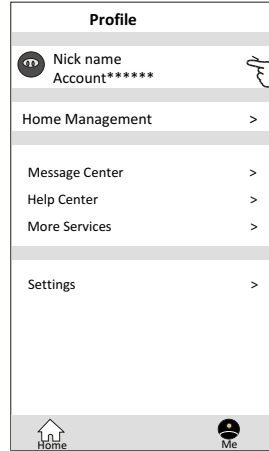 Profile
Nick name
Account******
Home Management >
Message Center >
Help Center >
More Services >
Settings >
Home Me